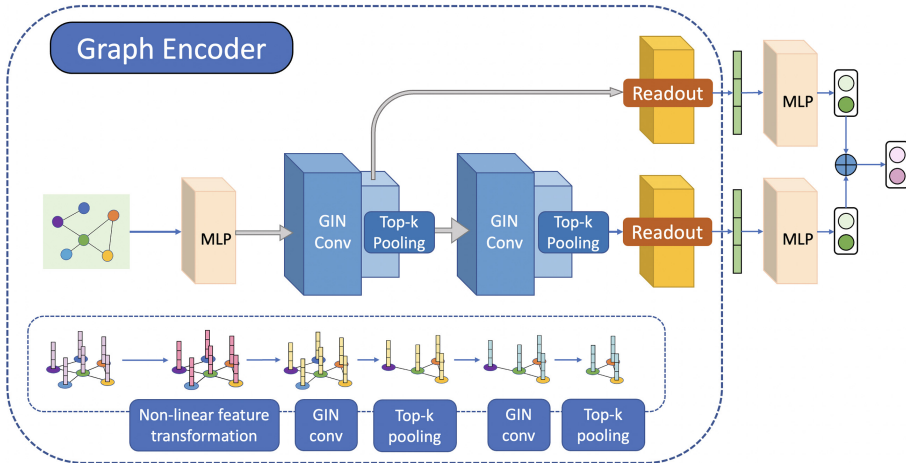 Graph Encoder
Readout
MLP
MLP
GIN
Conv
Top-k
Pooling
GIN
Conv
Top-k
Pooling
Readout
MLP
Non-linear feature
transformation
GIN
conv
Top-k
pooling
GIN
conv
Top-k
pooling